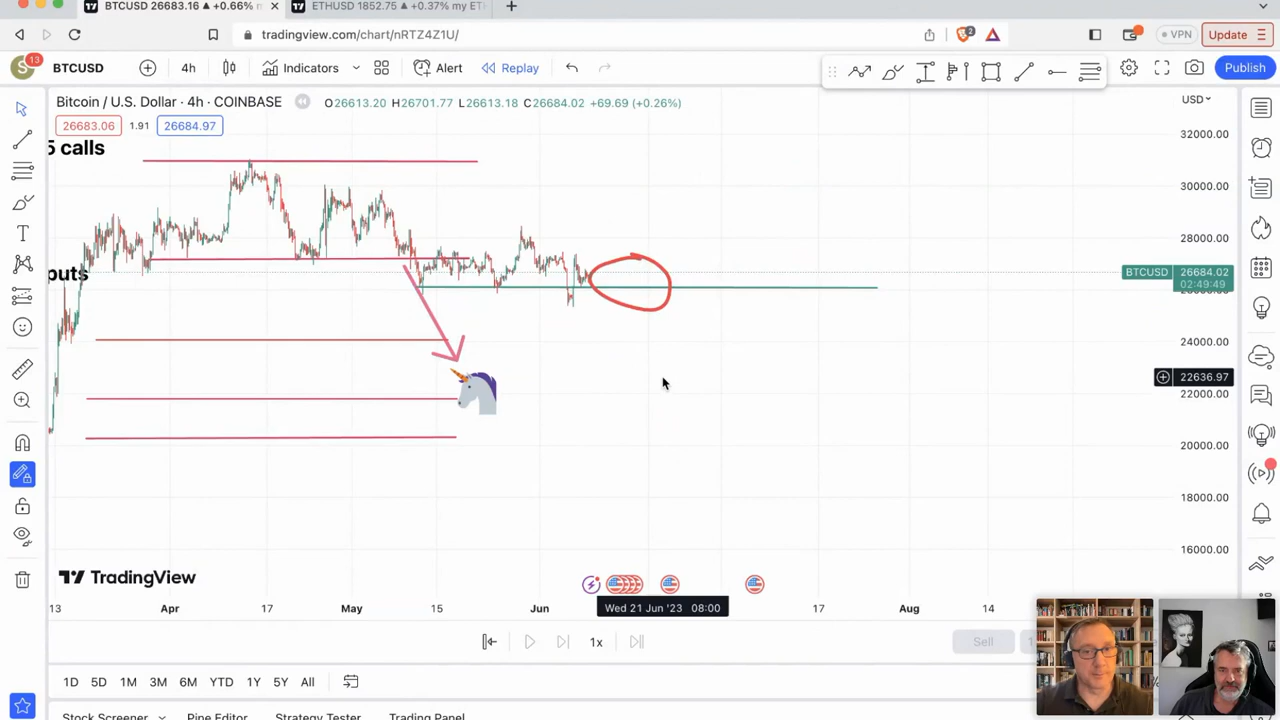 BTCUSD 26683.16 ▲ +0.66%
ETHUSD 1852.75 ▲ +0.37% my ETH
tradingview.com/chart/nRTZ4Z1U/
2
VPN
Update
S 13 BTCUSD 4h Indicators Alert Replay
Publish
Bitcoin / U.S. Dollar · 4h · COINBASE O26613.20 H26701.77 L26613.18 C26684.02 +69.69 (+0.26%)
USD
26683.06 1.91 26684.97
5 calls
puts
32000.00
30000.00
28000.00
BTCUSD 26684.02
02:49:49
24000.00
22636.97
22000.00
20000.00
18000.00
16000.00
TradingView
13 Apr 17 May 15 Jun Wed 21 Jun '23 08:00 17 Aug 14
1x
Sell
1D 5D 1M 3M 6M YTD 1Y 5Y All
Stock Screener Pine Editor Strategy Tester Trading Panel